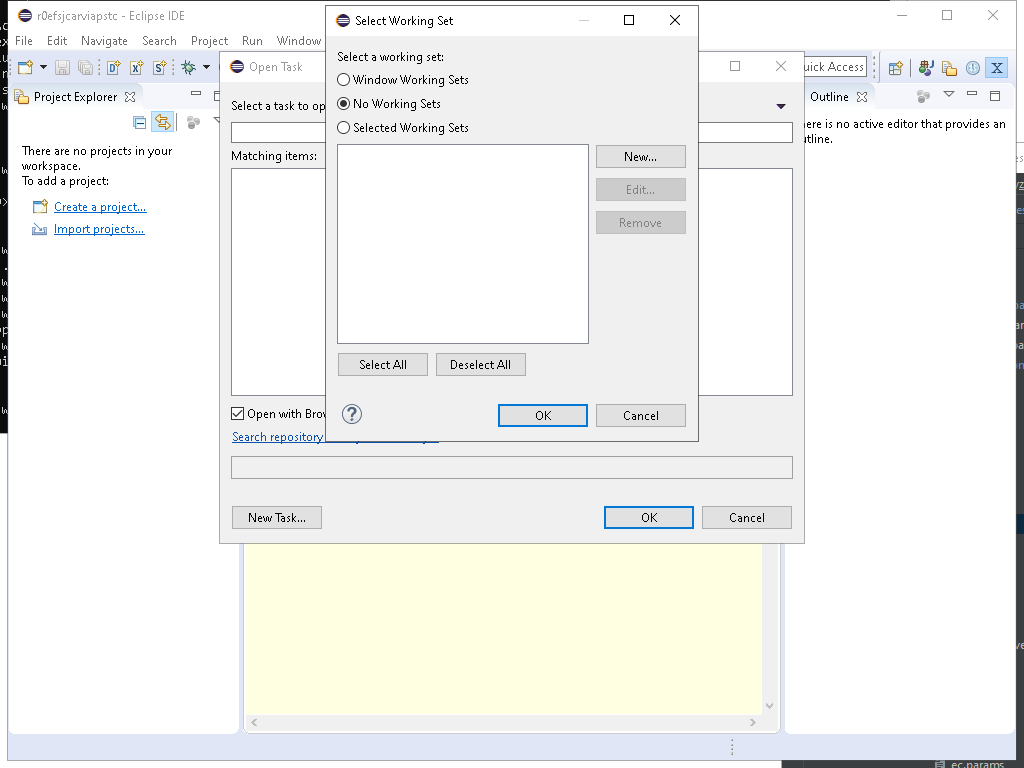 r0efsjcarviapstc - Eclipse IDE
File Edit Navigate Search Project Run Window
Quick Access
Project Explorer
There are no projects in your
workspace.
To add a project:
Create a project...
Import projects...
Open Task
Select a task to op
Matching items:
Open with Brow
Search repository
New Task...
OK
Cancel
Select Working Set
Select a working set:
Window Working Sets
No Working Sets
Selected Working Sets
New...
Edit...
Remove
Select All
Deselect All
OK
Cancel
Outline
here is no active editor that provides an
utline.
ec.params